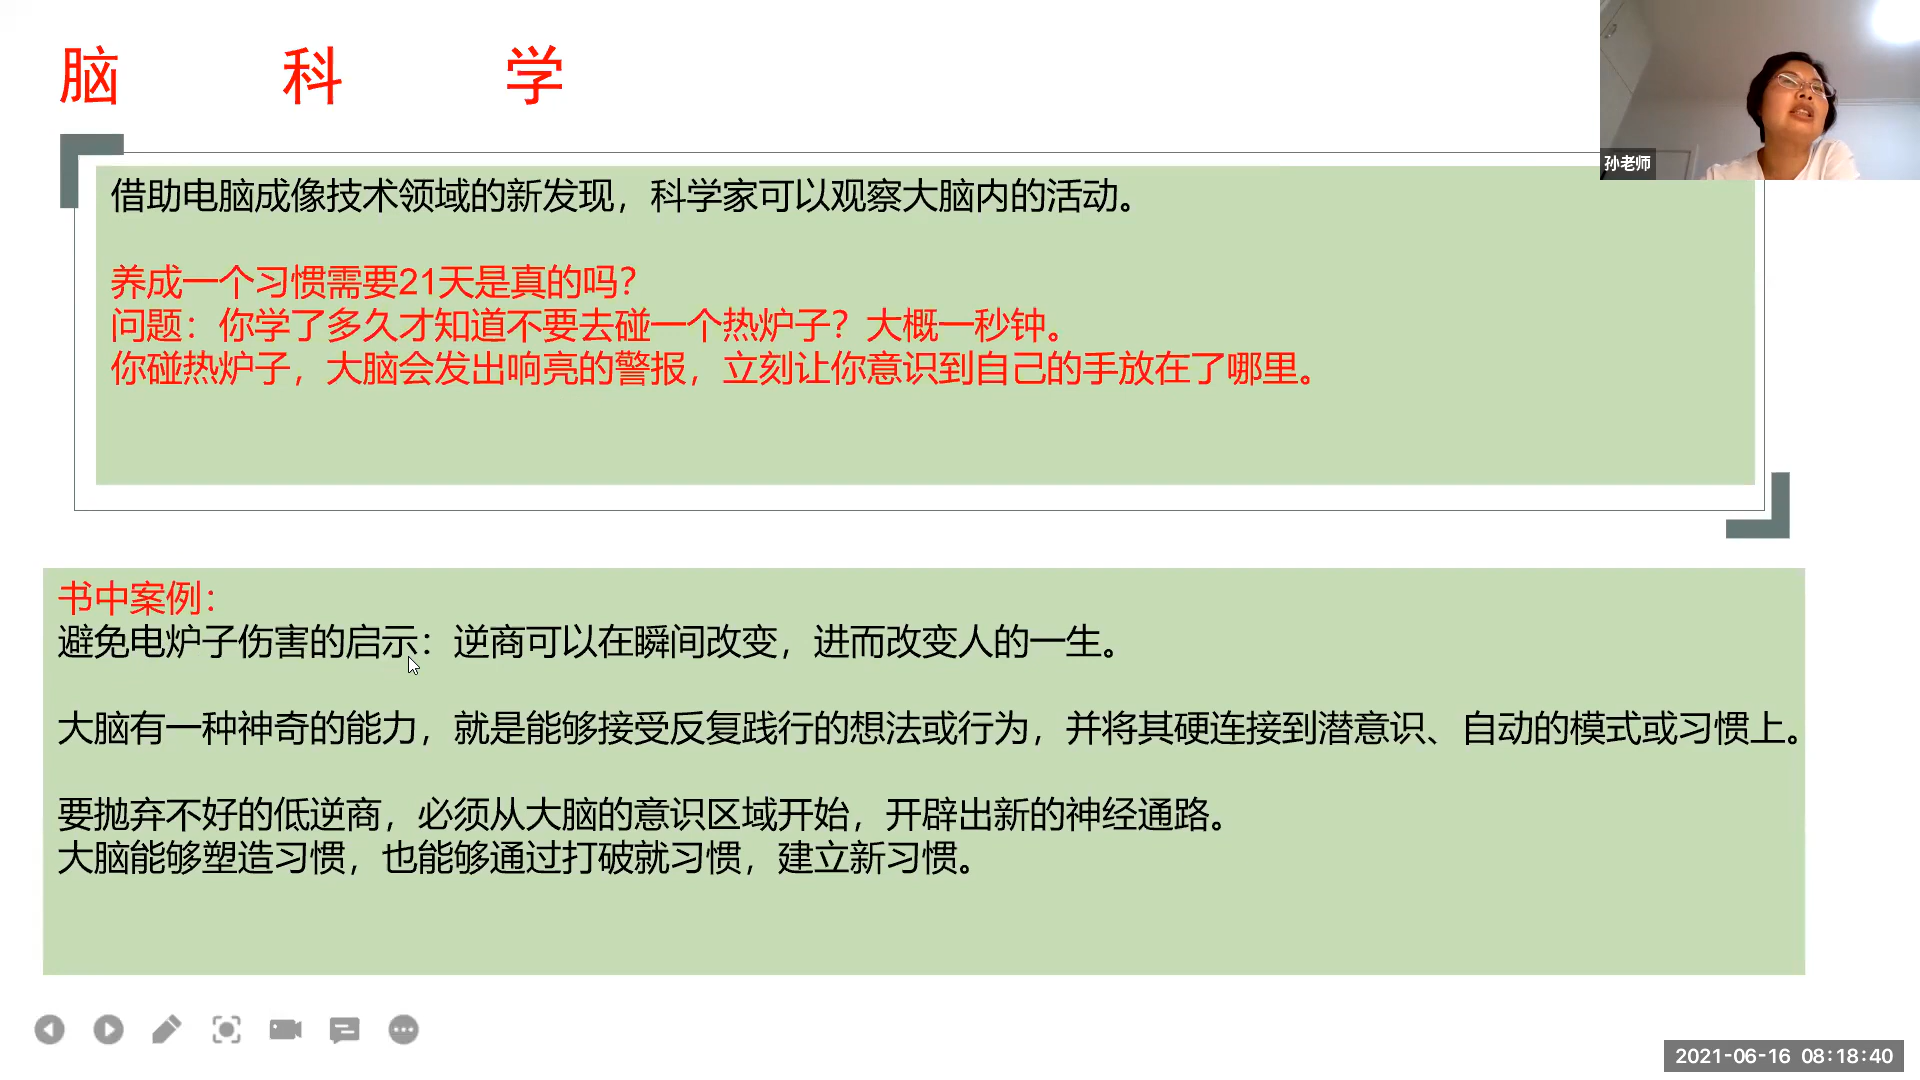 脑 科 学
孙老师
借助电脑成像技术领域的新发现，科学家可以观察大脑内的活动。
养成一个习惯需要21天是真的吗？
问题：你学了多久才知道不要去碰一个热炉子？大概一秒钟。
你碰热炉子，大脑会发出响亮的警报，立刻让你意识到自己的手放在了哪里。
书中案例：
避免电炉子伤害的启示：逆商可以在瞬间改变，进而改变人的一生。
大脑有一种神奇的能力，就是能够接受反复践行的想法或行为，并将其硬连接到潜意识、自动的模式或习惯上。
要抛弃不好的低逆商，必须从大脑的意识区域开始，开辟出新的神经通路。
大脑能够塑造习惯，也能够通过打破就习惯，建立新习惯。
2021-06-16 08:18:40